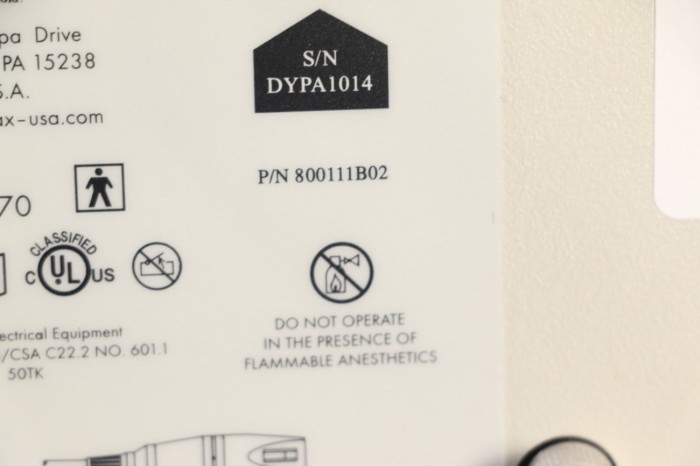 pa Drive
PA 15238
S.A.
ax-usa.com
S/N
DYPA1014
P/N 800111B02
70
CLASSIFIED
C UL US
ectrical Equipment
/CSA C22.2 NO. 601.1
50TK
DO NOT OPERATE
IN THE PRESENCE OF
FLAMMABLE ANESTHETICS